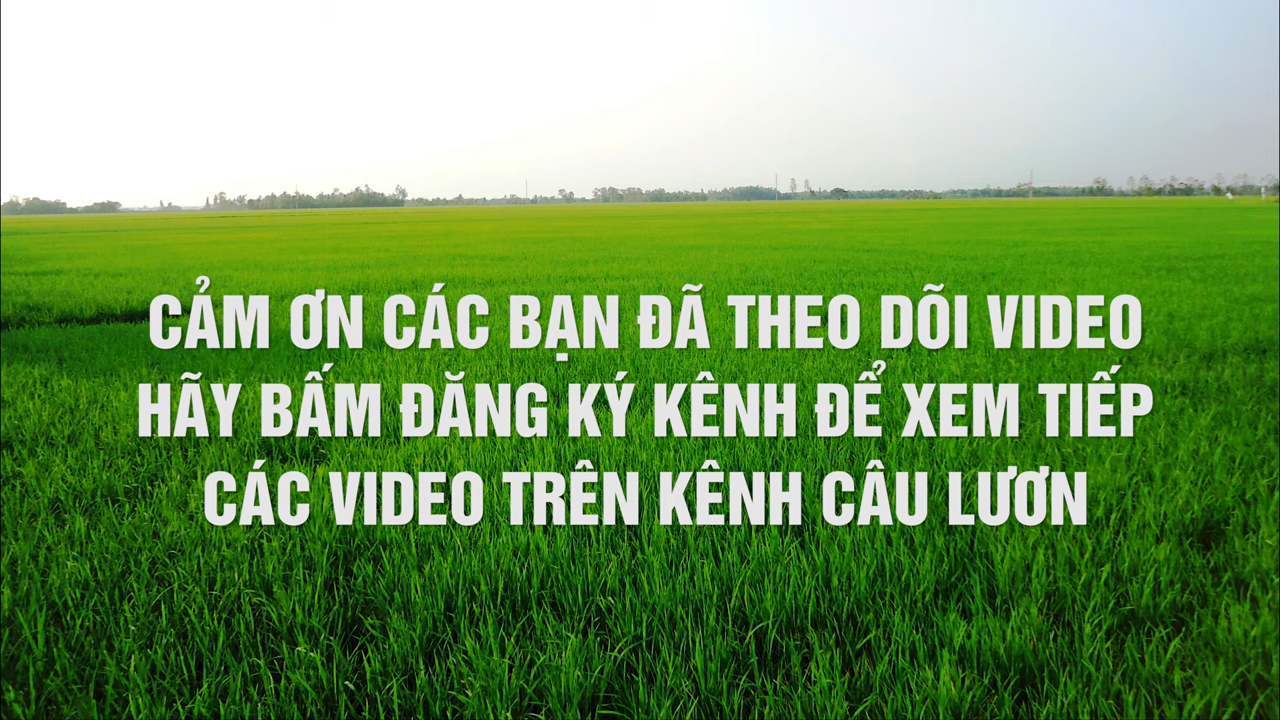 CẢM ƠN CÁC BẠN ĐÃ THEO DÕI VIDEO
HÃY BẤM ĐĂNG KÝ KÊNH ĐỂ XEM TIẾP
CÁC VIDEO TRÊN KÊNH CÂU LƯƠN